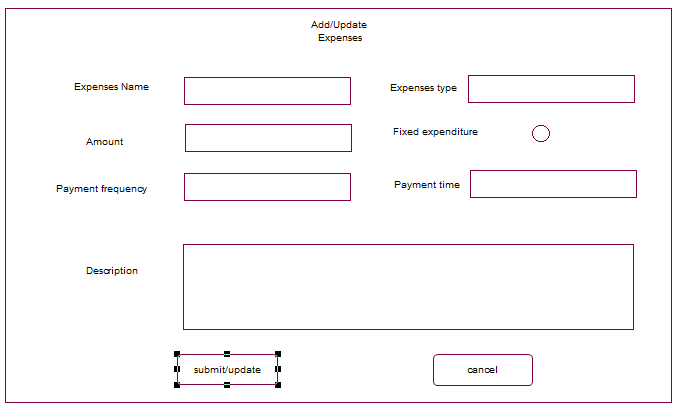 Add/Update
Expenses
Expenses Name
Expenses type
Amount
Fixed expenditure
Payment frequency
Payment time
Description
submit/update
cancel